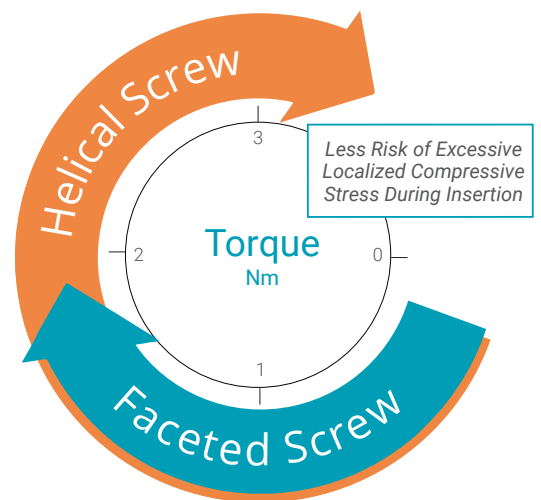 Helical Screw
3
Less Risk of Excessive
Localized Compressive
Stress During Insertion
2
Torque
Nm
0
1
Faceted Screw